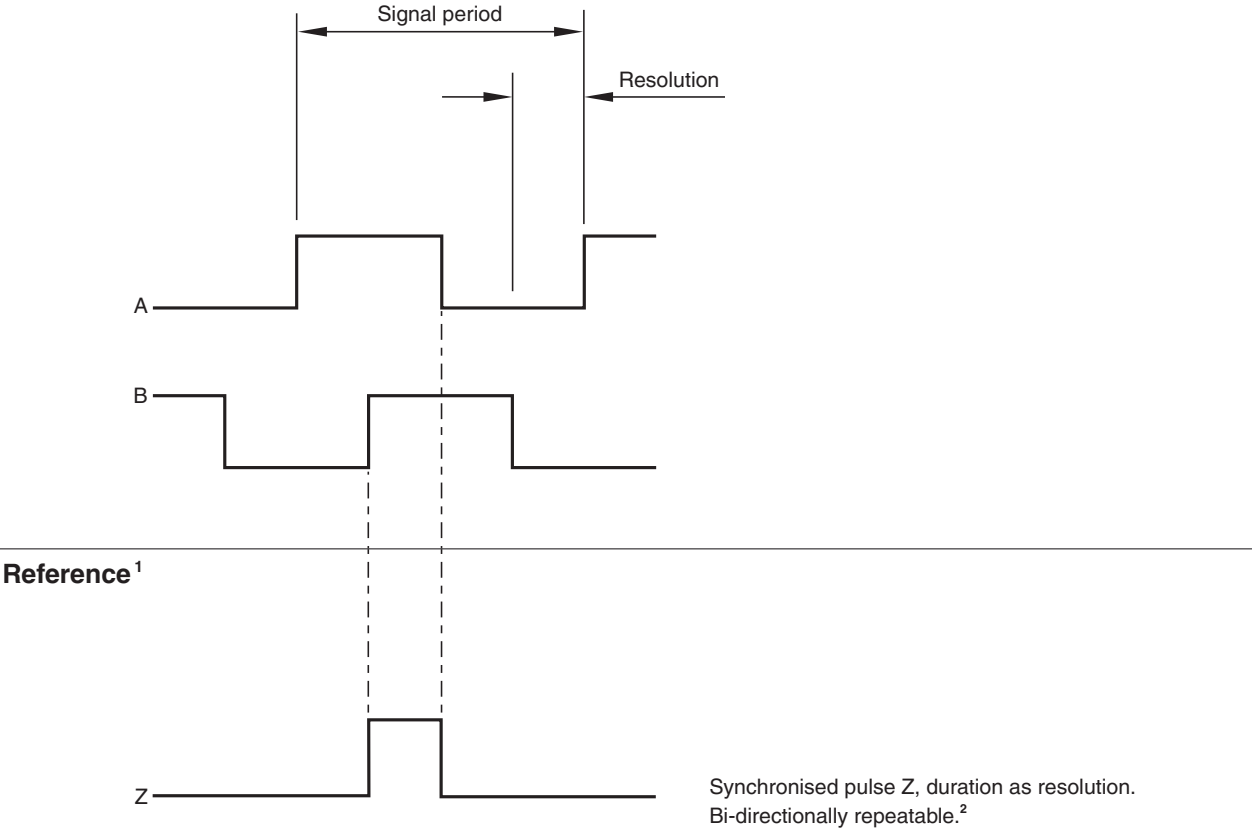 Signal period
Resolution
A
B
Reference¹
Z
Synchronised pulse Z, duration as resolution.
Bi-directionally repeatable.²